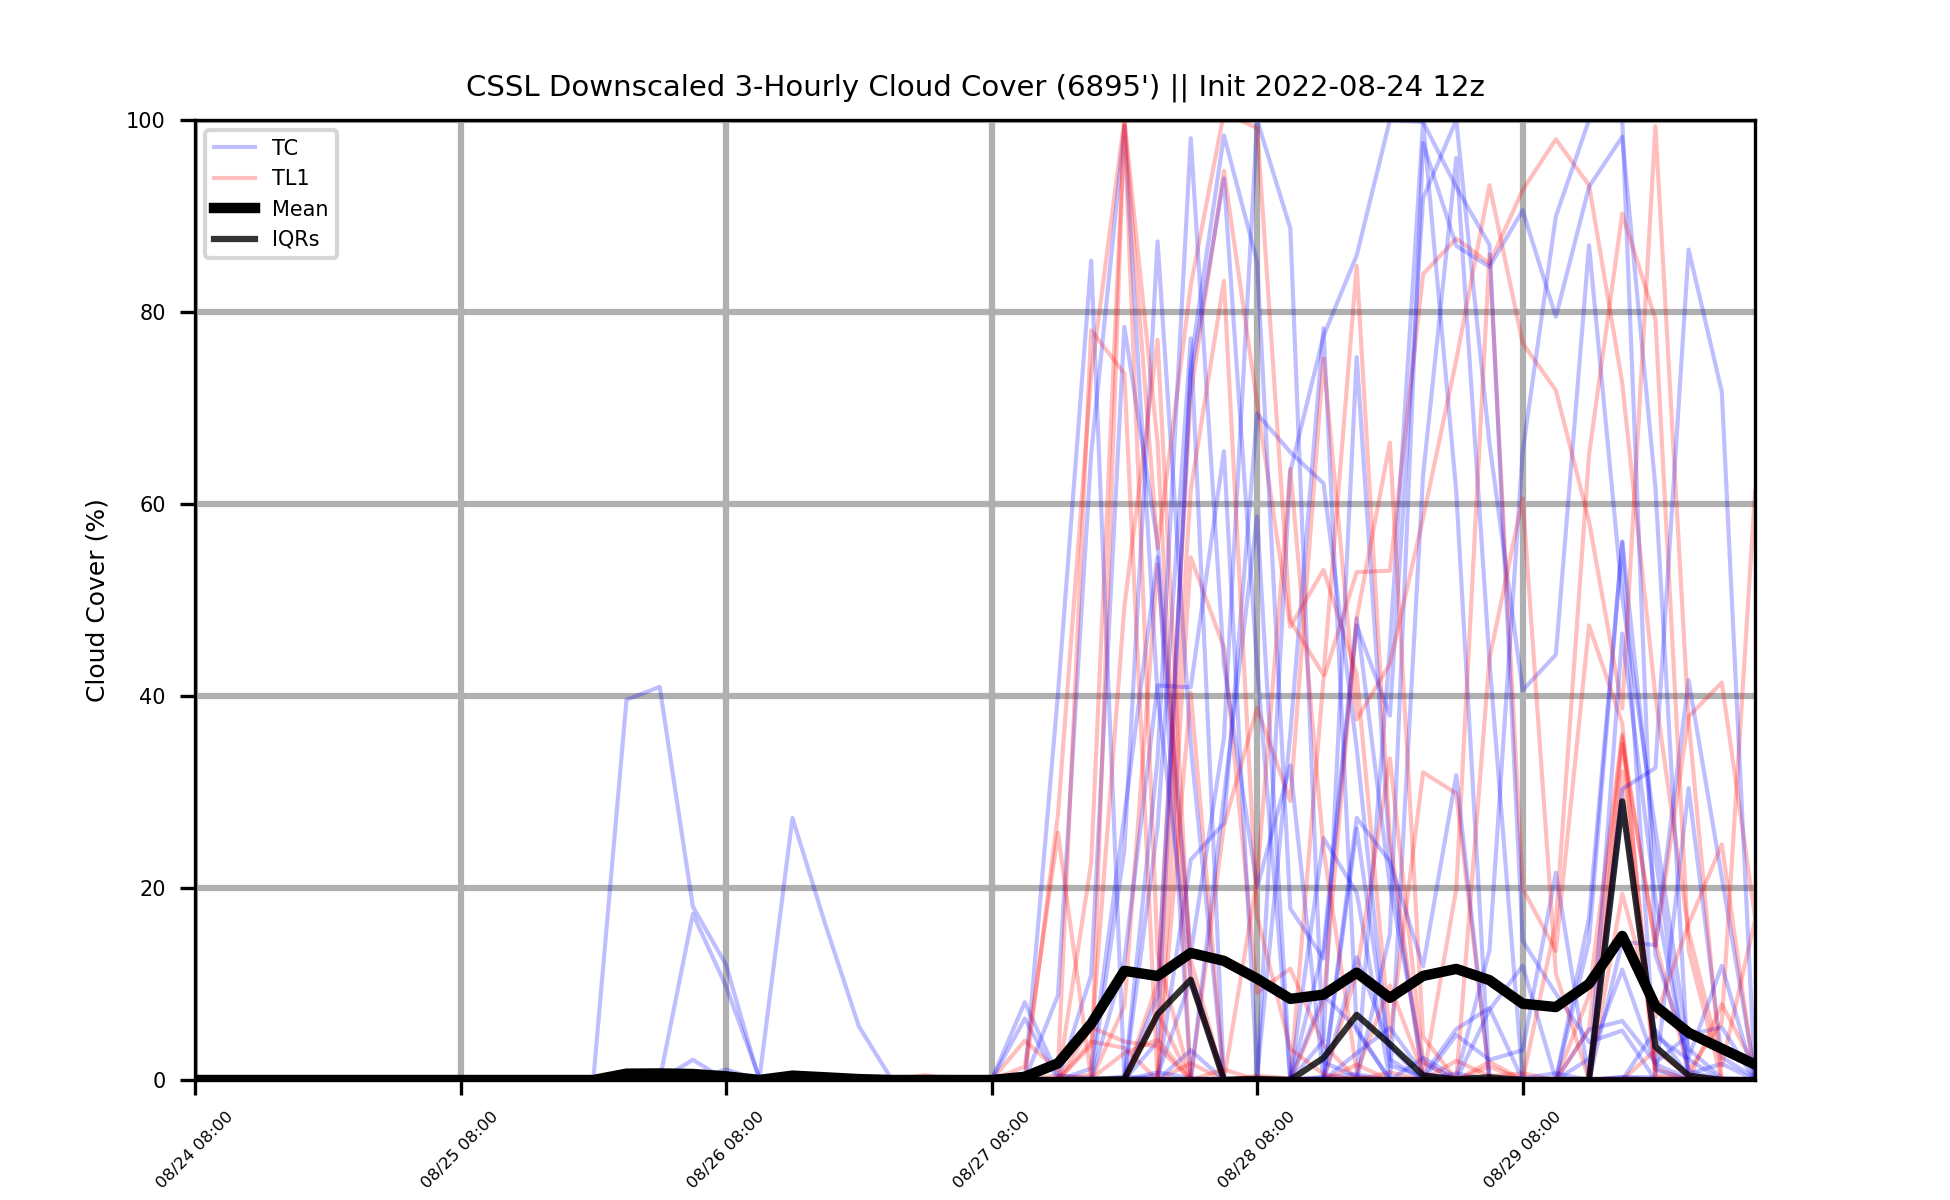 CSSL Downscaled 3-Hourly Cloud Cover (6895') || Init 2022-08-24 12z
TC
TL1
Mean
IQRs
Cloud Cover (%)
100
80
60
40
20
0
08/24 08:00
08/25 08:00
08/26 08:00
08/27 08:00
08/28 08:00
08/29 08:00